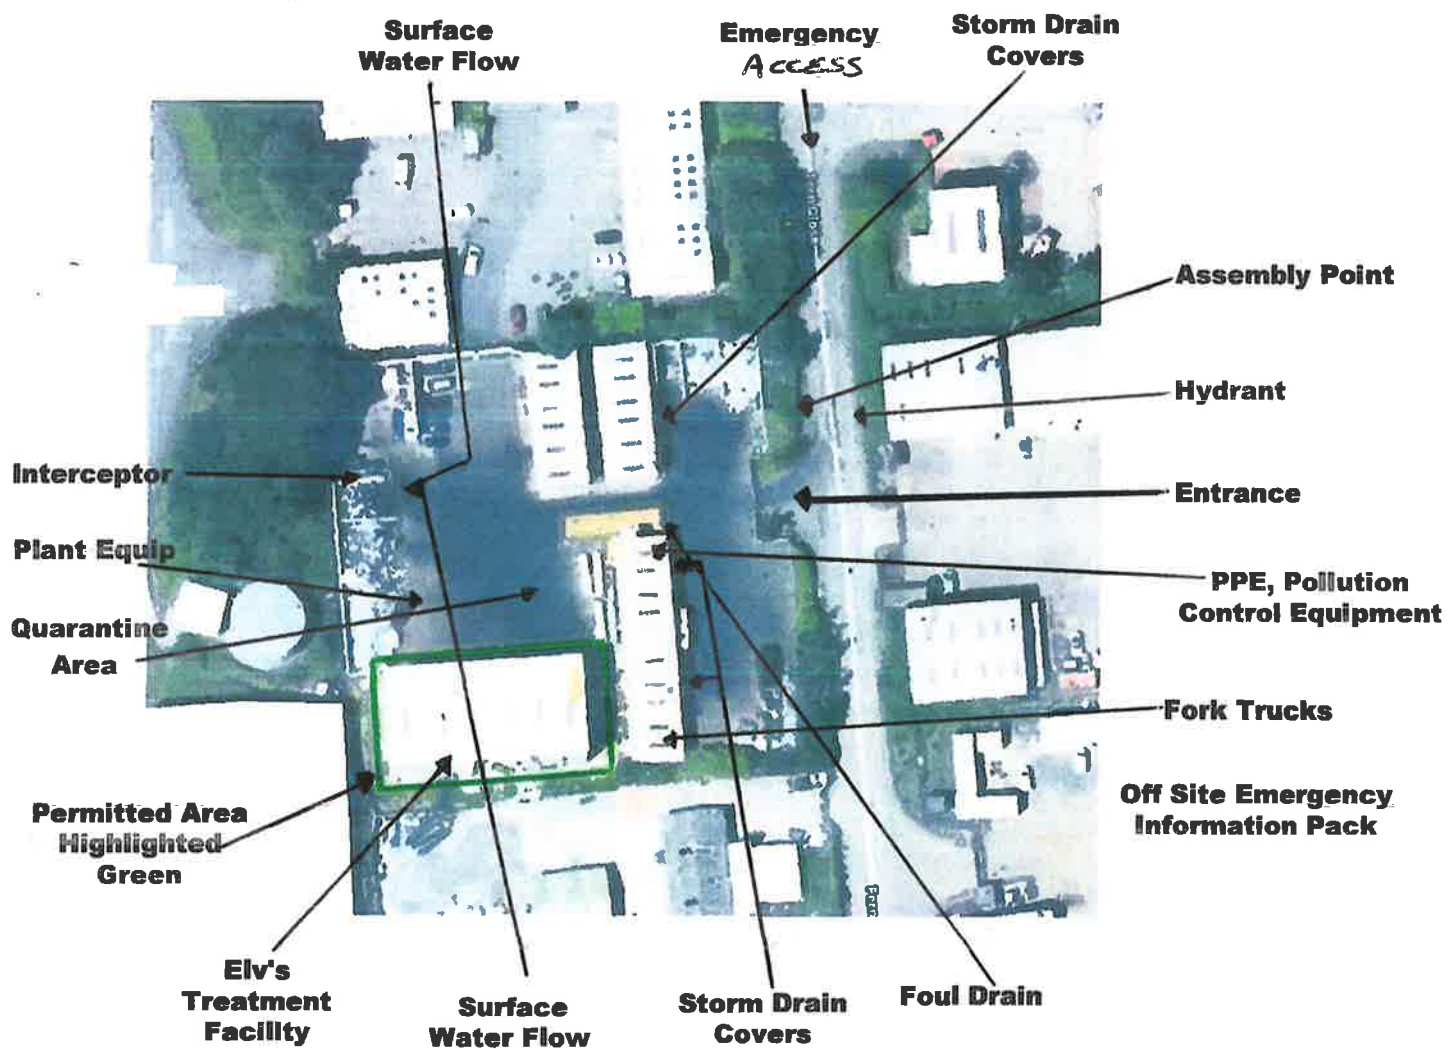 Surface
Water Flow
Emergency
ACCESS
Storm Drain
Covers
Assembly Point
Hydrant
Interceptor
Entrance
Plant Equip
PPE, Pollution
Control Equipment
Quarantine
Area
Fork Trucks
Permitted Area
Highlighted
Green
Off Site Emergency
Information Pack
Elv's
Treatment
Facility
Surface
Water Flow
Storm Drain
Covers
Foul Drain